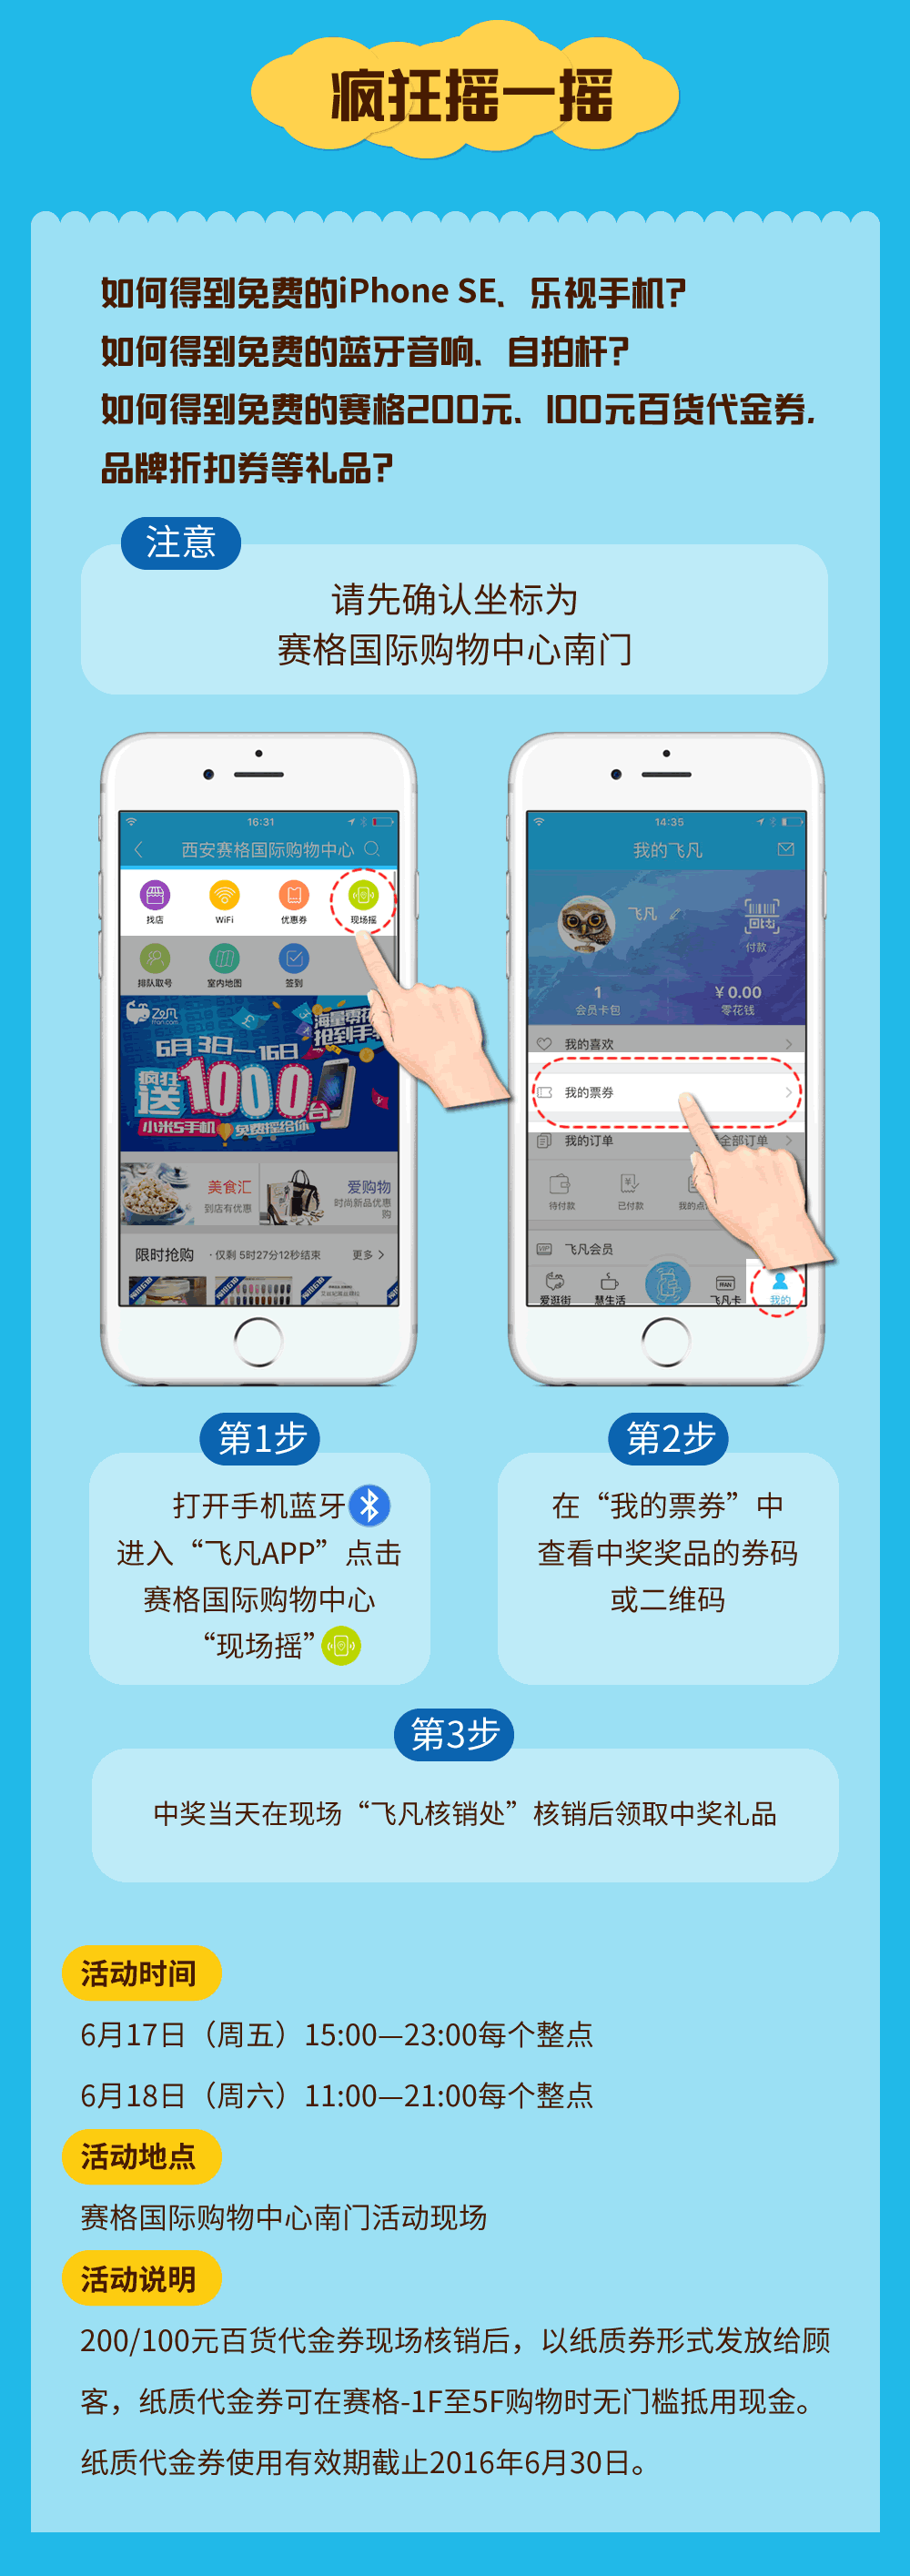 疯狂摇一摇
如何得到免费的iPhone SE、乐视手机?
如何得到免费的蓝牙音响、自拍杆?
如何得到免费的赛格200元、100元百货代金券,
品牌折扣券等礼品?
注意
请先确认坐标为
赛格国际购物中心南门
16:31
西安赛格国际购物中心
找店 WiFi 优惠券 现场摇
排队取号 室内地图 签到
飞凡
ffan.com
海量零花
抢到手
6月3日—16日
疯狂
送1000台
小米5手机 免费摇给你
美食汇
到店有优惠
爱购物
时尚新品优惠
购
限时抢购 · 仅剩 5时27分12秒结束 更多
14:35
我的飞凡
飞凡
付款
1
会员卡包
¥ 0.00
零花钱
我的喜欢
我的票券
我的订单 全部订单
待付款 已付款 我的点
VIP 飞凡会员
爱逛街 慧生活 飞凡卡 我的
第1步
打开手机蓝牙
进入“飞凡APP”点击
赛格国际购物中心
“现场摇”
第2步
在“我的票券”中
查看中奖奖品的券码
或二维码
第3步
中奖当天在现场“飞凡核销处”核销后领取中奖礼品
活动时间
6月17日（周五）15:00—23:00每个整点
6月18日（周六）11:00—21:00每个整点
活动地点
赛格国际购物中心南门活动现场
活动说明
200/100元百货代金券现场核销后，以纸质券形式发放给顾
客，纸质代金券可在赛格-1F至5F购物时无门槛抵用现金。
纸质代金券使用有效期截止2016年6月30日。